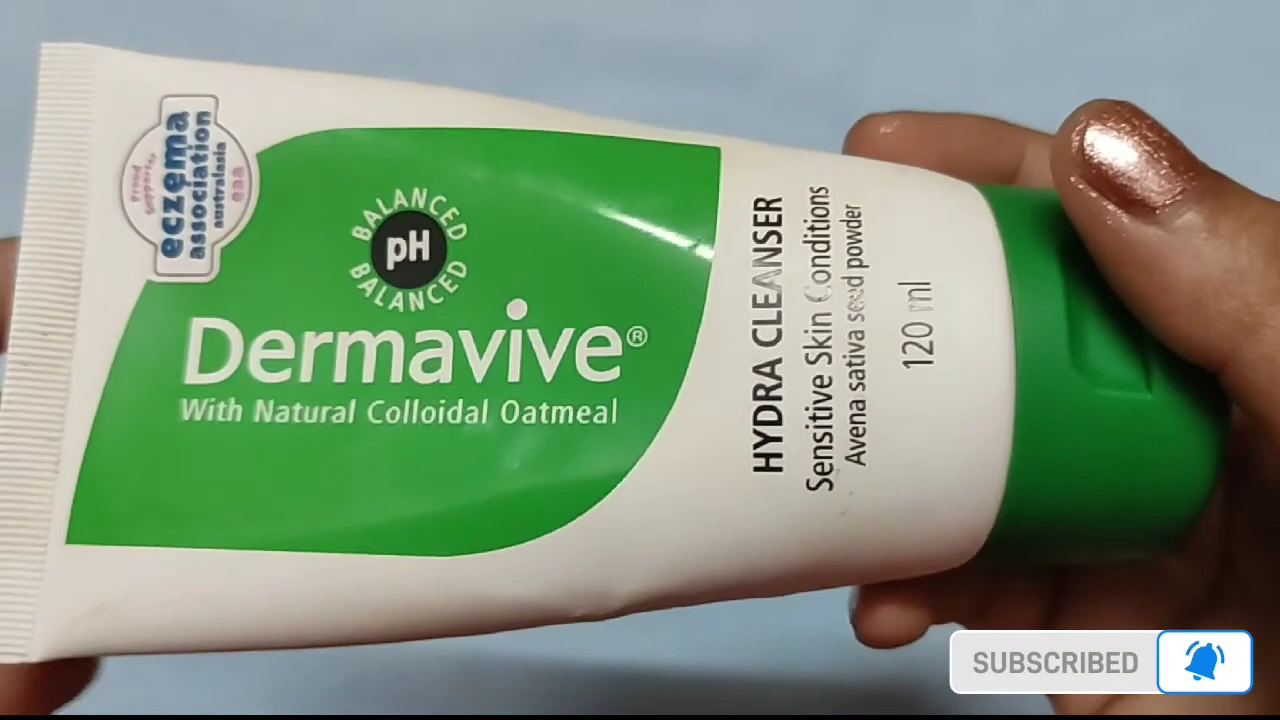 Proud
Supporter
eczema
association
australasia
eaa
BALANCED
pH
BALANCED
Dermavive®
With Natural Colloidal Oatmeal
HYDRA CLEANSER
Sensitive Skin Conditions
Avena sativa seed powder
120 ml
SUBSCRIBED